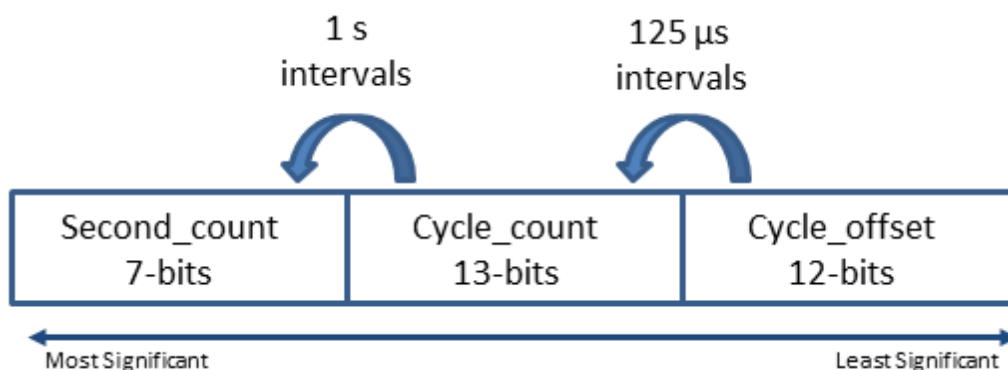 1 s
intervals
125 µs
intervals
Second_count
7-bits
Cycle_count
13-bits
Cycle_offset
12-bits
Most Significant
Least Significant